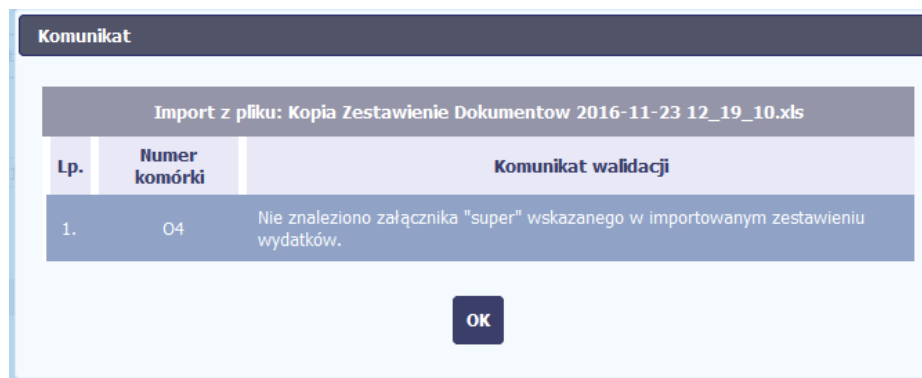 Komunikat
Import z pliku: Kopia Zestawienie Dokumentow 2016-11-23 12_19_10.xls
Lp.
Numer
komórki
Komunikat walidacji
1.
O4
Nie znaleziono załącznika "super" wskazanego w importowanym zestawieniu
wydatków.
OK